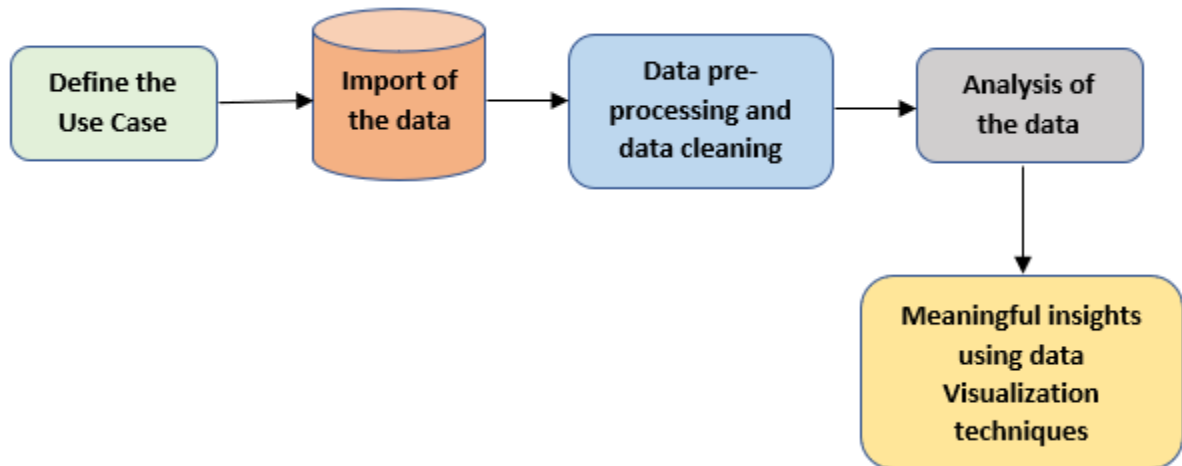 Define the
Use Case
Import of
the data
Data pre-
processing and
data cleaning
Analysis of
the data
Meaningful insights
using data
Visualization
techniques